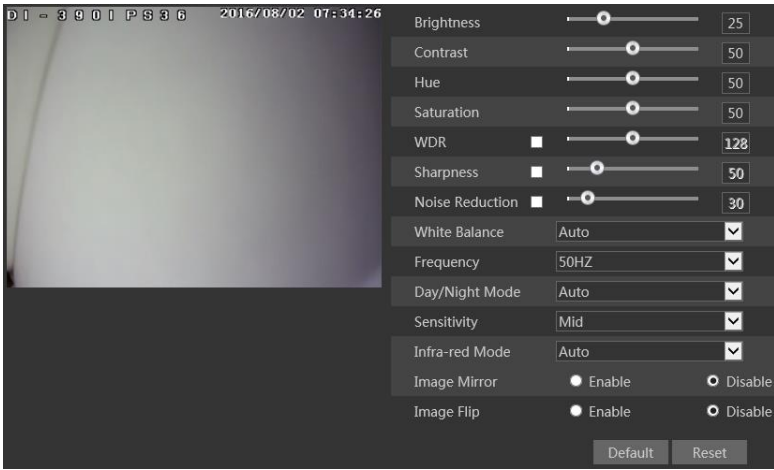 DI-390IPS36 2016/08/02 07:34:26
Brightness 25
Contrast 50
Hue 50
Saturation 50
WDR 128
Sharpness 50
Noise Reduction 30
White Balance Auto
Frequency 50HZ
Day/Night Mode Auto
Sensitivity Mid
Infra-red Mode Auto
Image Mirror Enable Disable
Image Flip Enable Disable
Default Reset